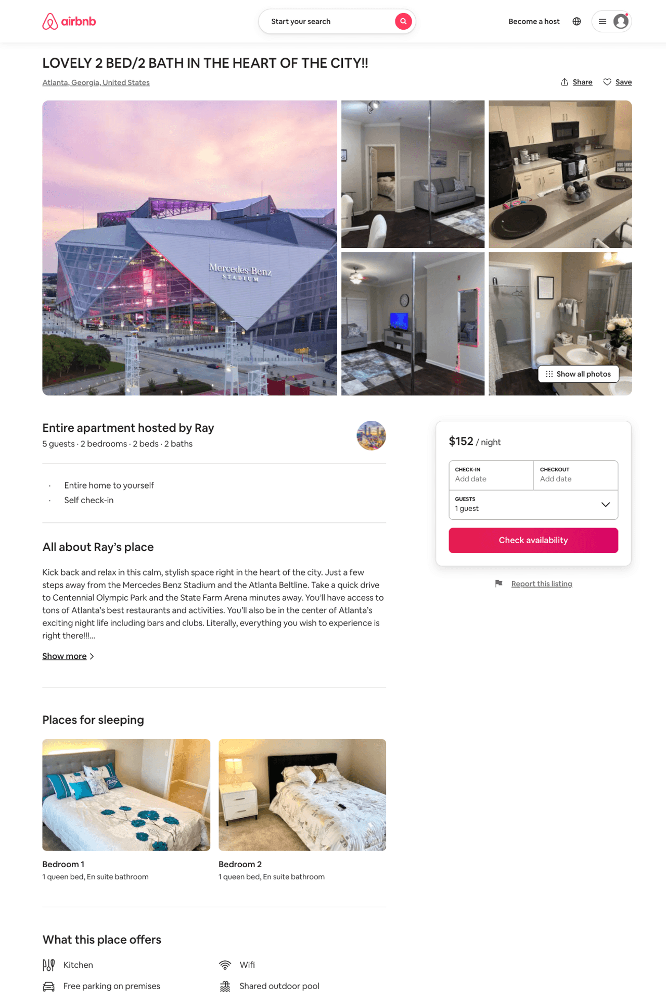 airbnb
Start your search
Become a host
LOVELY 2 BED/2 BATH IN THE HEART OF THE CITY!!
Atlanta, Georgia, United States
Share
Save
Mercedes-Benz
STADIUM
GOOD THINGS
THOSE WHO
Show all photos
Entire apartment hosted by Ray
5 guests · 2 bedrooms · 2 beds · 2 baths
· Entire home to yourself
· Self check-in
All about Ray’s place
Kick back and relax in this calm, stylish space right in the heart of the city. Just a few
steps away from the Mercedes Benz Stadium and the Atlanta Beltline. Take a quick drive
to Centennial Olympic Park and the State Farm Arena minutes away. You’ll have access to
tons of Atlanta’s best restaurants and activities. You’ll also be in the center of Atlanta’s
exciting night life including bars and clubs. Literally, everything you wish to experience is
right there!!!...
Show more
$152 / night
CHECK-IN
Add date
CHECKOUT
Add date
GUESTS
1 guest
Check availability
Report this listing
Places for sleeping
Bedroom 1
1 queen bed, En suite bathroom
Bedroom 2
1 queen bed, En suite bathroom
What this place offers
Kitchen
Wifi
Free parking on premises
Shared outdoor pool